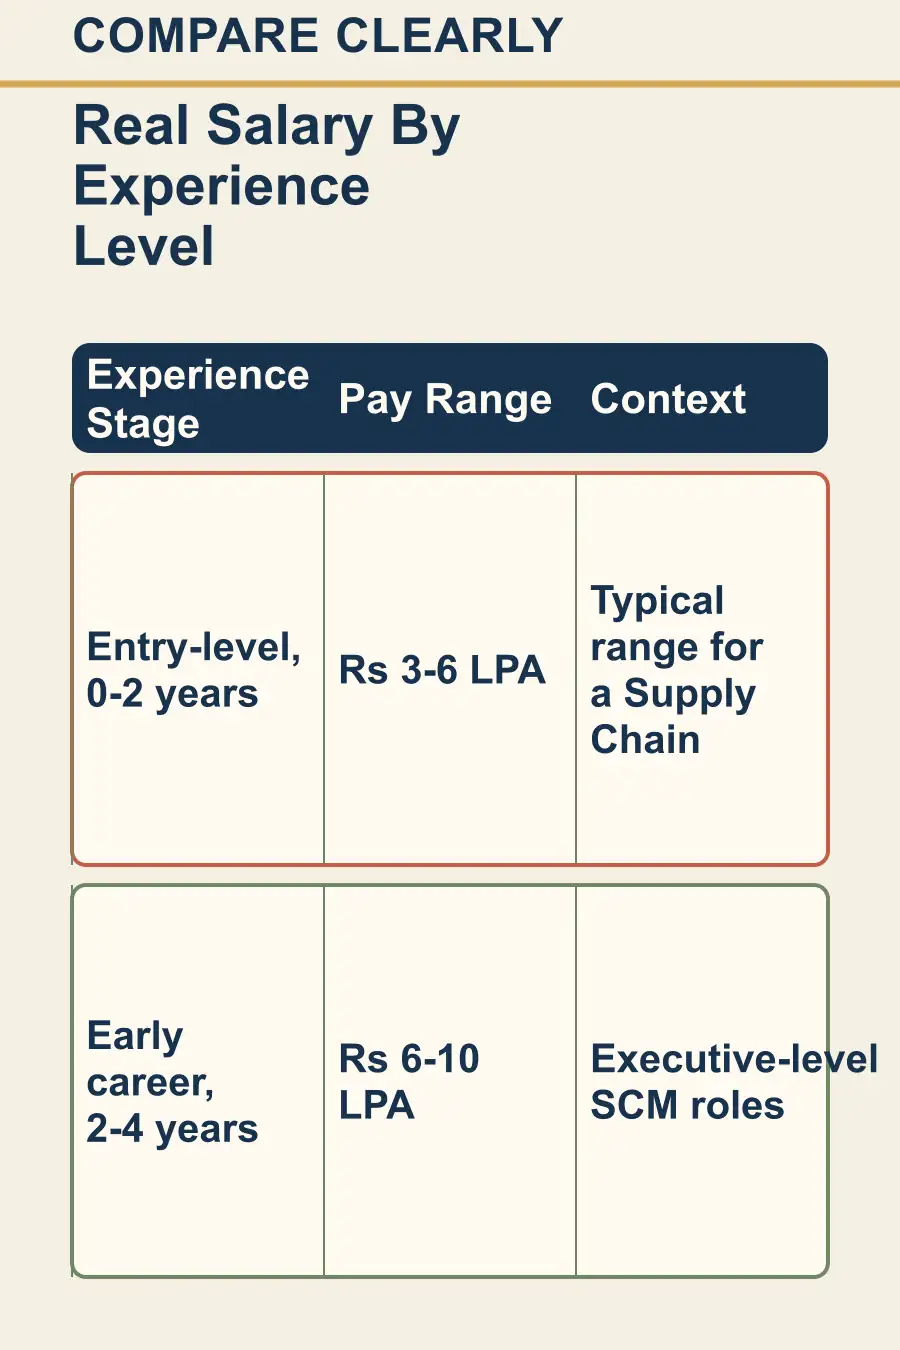 COMPARE CLEARLY
Real Salary By
Experience
Level
Experience
Stage
Pay Range
Context
Entry-level,
0-2 years
Rs 3-6 LPA
Typical
range for
a Supply
Chain
Early
career,
2-4 years
Rs 6-10
LPA
Executive-level
SCM roles